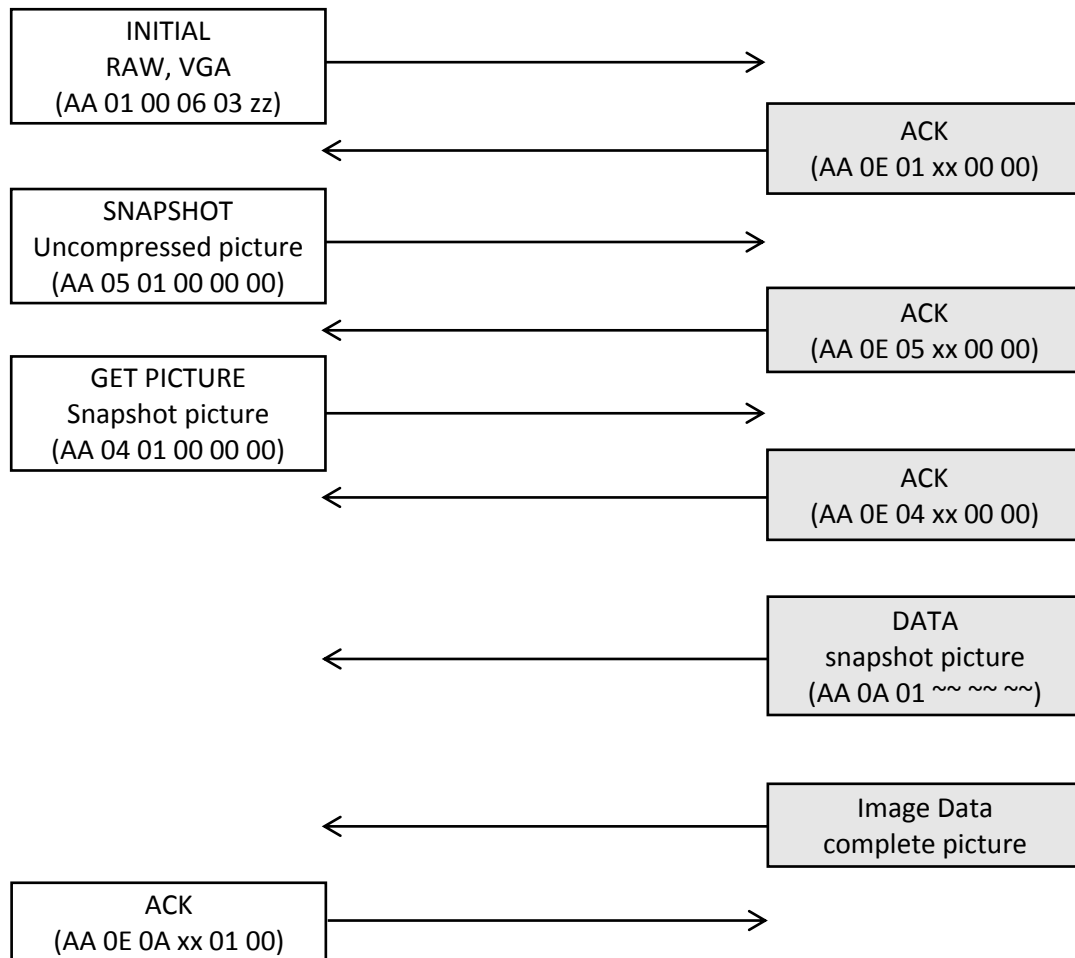 INITIAL
RAW, VGA
(AA 01 00 06 03 zz)
ACK
(AA 0E 01 xx 00 00)
SNAPSHOT
Uncompressed picture
(AA 05 01 00 00 00)
ACK
(AA 0E 05 xx 00 00)
GET PICTURE
Snapshot picture
(AA 04 01 00 00 00)
ACK
(AA 0E 04 xx 00 00)
DATA
snapshot picture
(AA 0A 01 ~~ ~~ ~~)
Image Data
complete picture
ACK
(AA 0E 0A xx 01 00)